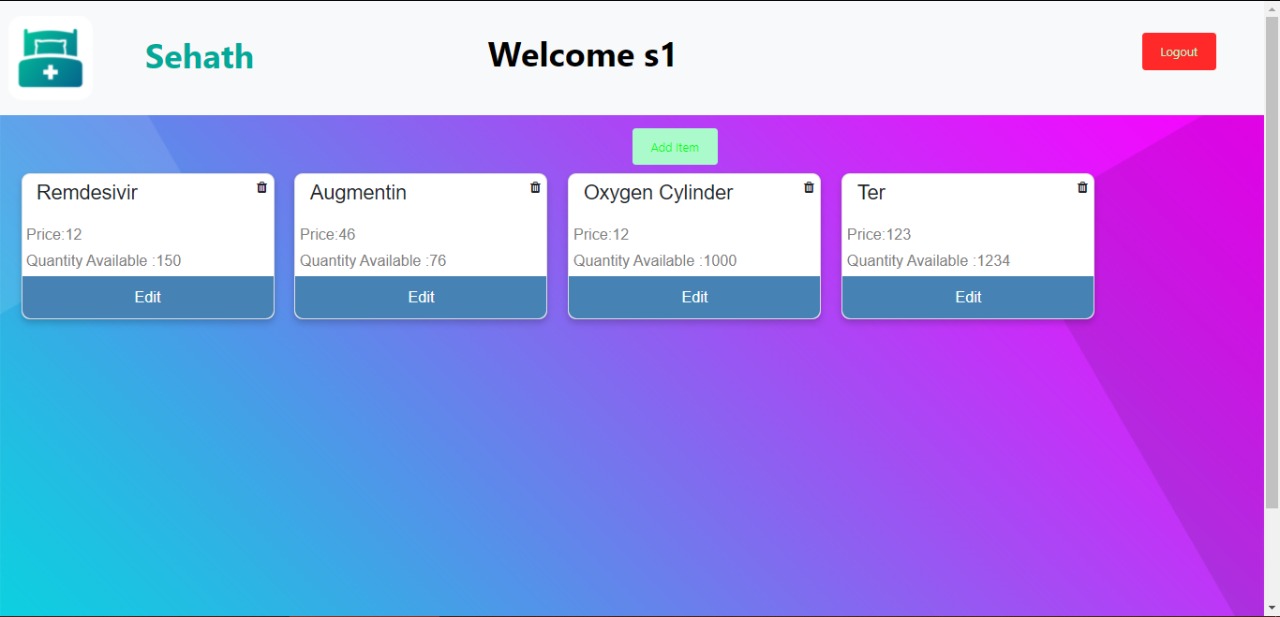 Sehath
Welcome s1
Logout
Add Item
Remdesivir
Price:12
Quantity Available :150
Edit
Augmentin
Price:46
Quantity Available :76
Edit
Oxygen Cylinder
Price:12
Quantity Available :1000
Edit
Ter
Price:123
Quantity Available :1234
Edit